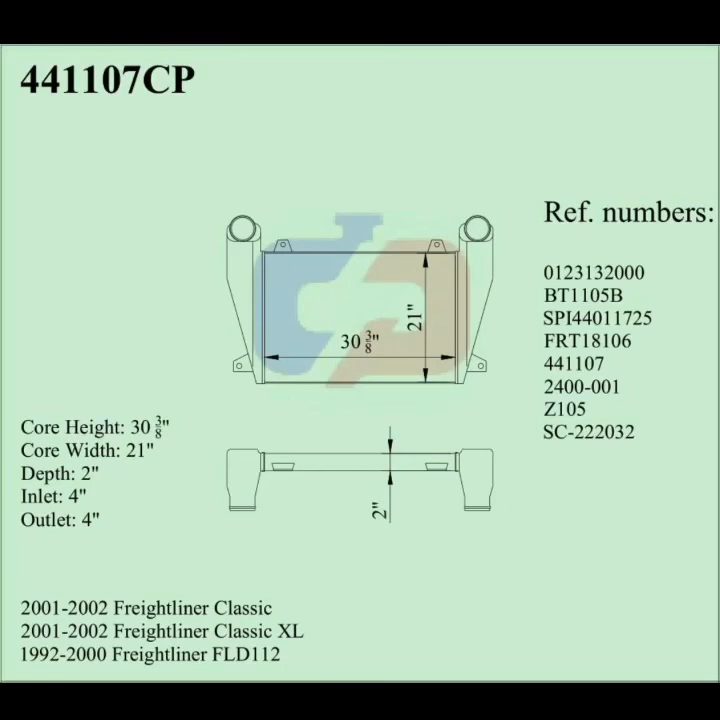 441107CP
Ref. numbers:
0123132000
BT1105B
SPI44011725
FRT18106
441107
2400-001
Z105
SC-222032
21"
30 3/8"
Core Height: 30 3/8"
Core Width: 21"
Depth: 2"
Inlet: 4"
Outlet: 4"
2"
2001-2002 Freightliner Classic
2001-2002 Freightliner Classic XL
1992-2000 Freightliner FLD112